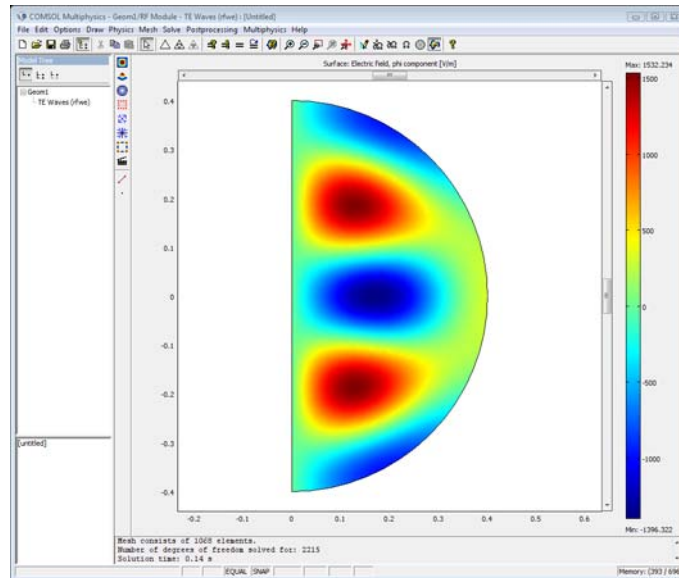 COMSOL Multiphysics - Geom1/RF Module - TE Waves (rfwe) : [Untitled]
File Edit Options Draw Physics Mesh Solve Postprocessing Multiphysics Help
Model Tree
Geom1
TE Waves (rfwe)
[untitled]
Surface: Electric field, phi component [V/m]
Max: 1532.234
0.4
0.3
0.2
0.1
0
-0.1
-0.2
-0.3
-0.4
-0.2
-0.1
0
0.1
0.2
0.3
0.4
0.5
0.6
1500
1000
500
0
-500
-1000
Min: -1396.322
Mesh consists of 1068 elements.
Number of degrees of freedom solved for: 2215
Solution time: 0.14 s
EQUAL SNAP
Memory: (393 / 696